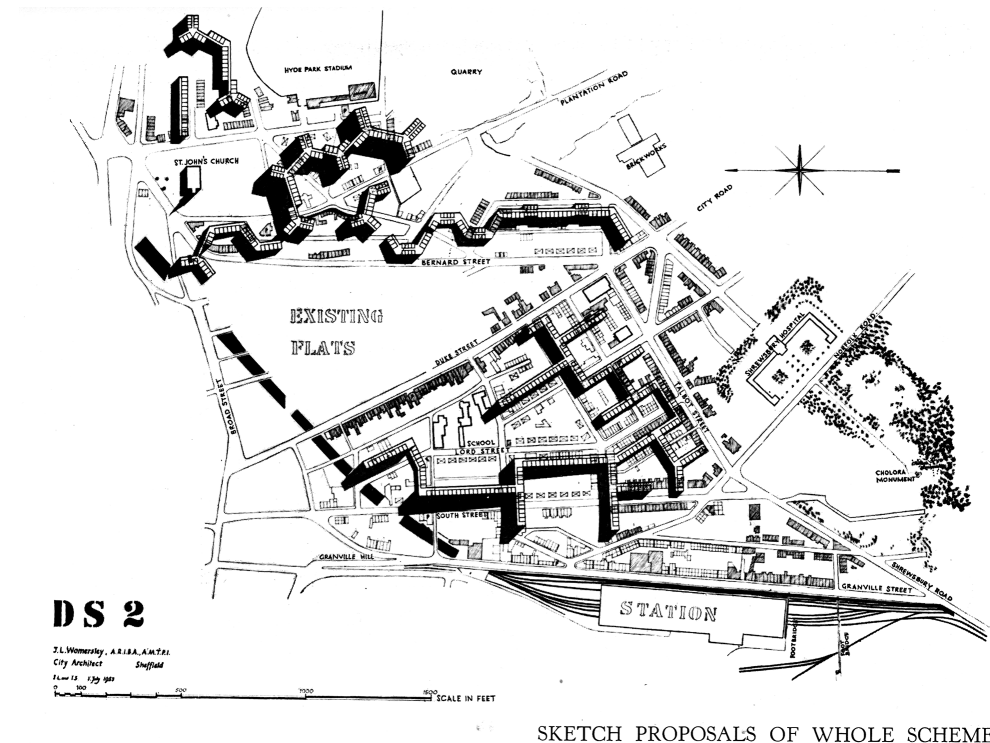 HYDE PARK STADIUM
QUARRY
PLANTATION ROAD
BRICKWORKS
ST. JOHN'S CHURCH
CITY ROAD
BERNARD STREET
EXISTING
FLATS
SHREWSBURY HOSPITAL
NORFOLK ROAD
DUKE STREET
BROAD STREET
TALBOT STREET
SCHOOL
LORD STREET
CHOLORA
MONUMENT
SOUTH STREET
GRANVILLE HILL
GRANVILLE STREET
SHREWSBURY ROAD
STATION
FOOTBRIDGE
DS 2
J.L. Womersley, A.R.I.B.A., A.M.T.P.I.
City Architect Sheffield
July 1953
0 100 500 1000 1500 SCALE IN FEET
SKETCH PROPOSALS OF WHOLE SCHEME